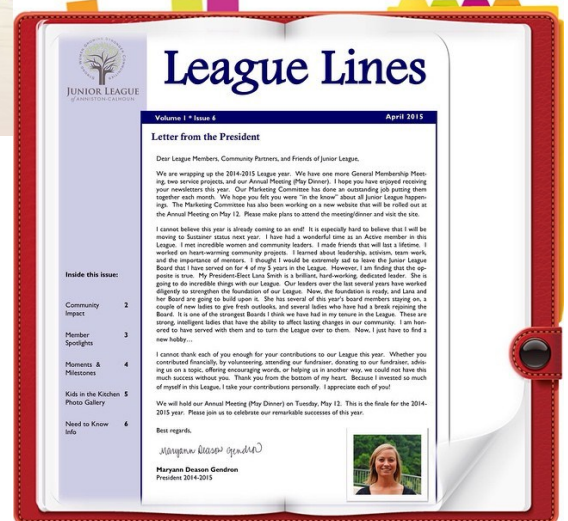 JUNIOR LEAGUE
of ANNISTON-CALHOUN
League Lines
Volume 1 * Issue 6
April 2015
Letter from the President
Dear League Members, Community Partners, and Friends of Junior League,
We are wrapping up the 2014-2015 League year. We have one more General Membership Meet-
ing, two service projects, and our Annual Meeting (May Dinner). I hope you have enjoyed receiving
your newsletters this year. Our Marketing Committee has done an outstanding job putting them
together each month. We hope you felt you were "in the know" about all Junior League happen-
ings. The Marketing Committee has also been working on a new website that will be rolled out at
the Annual Meeting on May 12. Please make plans to attend the meeting/dinner and visit the site.
I cannot believe this year is already coming to an end! It is especially hard to believe that I will be
moving to Sustainer status next year. I have had a wonderful time as an Active member in this
League. I met incredible women and community leaders. I made friends that will last a lifetime. I
worked on heart-warming community projects. I learned about leadership, activism, team work,
and the importance of mentors. I thought I would be extremely sad to leave the Junior League
Board that I have served on for 4 of my 5 years in the League. However, I am finding that the op-
posite is true. My President-Elect Lana Smith is a brilliant, hard-working, dedicated leader. She is
going to do incredible things with our League. Our leaders over the last several years have worked
diligently to strengthen the foundation of our League. Now, the foundation is ready, and Lana and
her Board are going to build upon it. She has several of this year's board members staying on, a
couple of new ladies to give fresh outlooks, and several ladies who have had a break rejoining the
Board. It is one of the strongest Boards I think we have had in my tenure in the League. These are
strong, intelligent ladies that have the ability to affect lasting changes in our community. I am hon-
ored to have served with them and to turn the League over to them. Now, I just have to find a
new hobby...
I cannot thank each of you enough for your contributions to our League this year. Whether you
contributed financially, by volunteering, attending our fundraiser, donating to our fundraiser, advis-
ing us on a topic, offering encouraging words, or helping us in another way, we could not have this
much success without you. Thank you from the bottom of my heart. Because I invested so much
of myself in this League, I take your contributions personally. I appreciate each of you!
We will hold our Annual Meeting (May Dinner) on Tuesday, May 12. This is the finale for the 2014-
2015 year. Please join us to celebrate our remarkable successes of this year.
Best regards,
Maryann Deason Gendron
Maryann Deason Gendron
President 2014-2015
Inside this issue:
Community Impact 2
Member Spotlights 3
Moments & Milestones 4
Kids in the Kitchen Photo Gallery 5
Need to Know Info 6